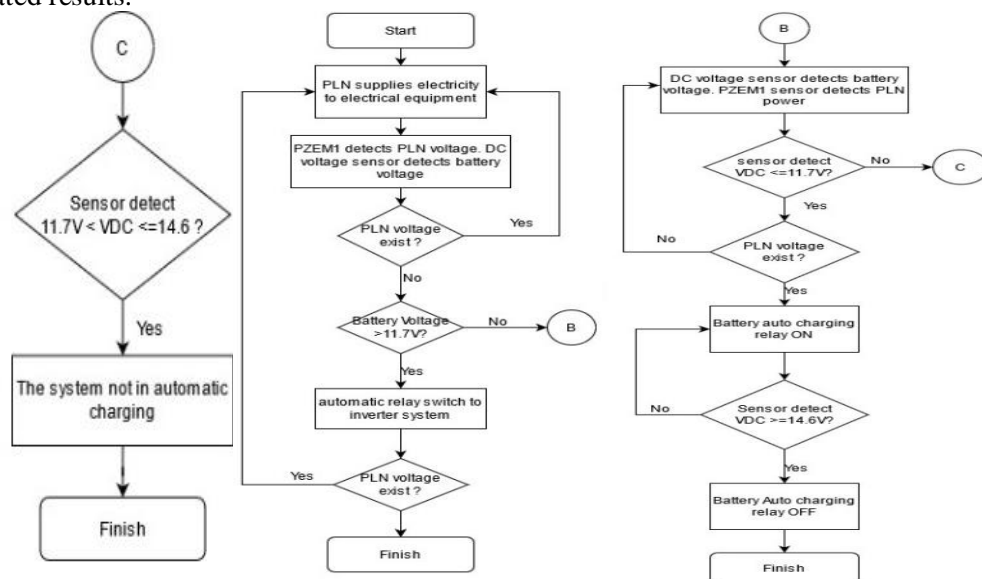 ated results.
C
Sensor detect
11.7V < VDC <=14.6 ?
Yes
The system not in automatic
charging
Finish
Start
PLN supplies electricity
to electrical equipment
PZEM1 detects PLN voltage. DC
voltage sensor detects battery
voltage
PLN voltage
exist ?
Yes
No
Battery Voltage
>11.7V?
No
B
Yes
automatic relay switch to
inverter system
PLN voltage
exist ?
Yes
Finish
B
DC voltage sensor detects battery
voltage. PZEM1 sensor detects PLN
power
sensor detect
VDC <=11.7V?
No
C
Yes
PLN voltage
exist ?
No
Yes
Battery auto charging
relay ON
Sensor detect
VDC >=14.6V?
No
Yes
Battery Auto charging
relay OFF
Finish